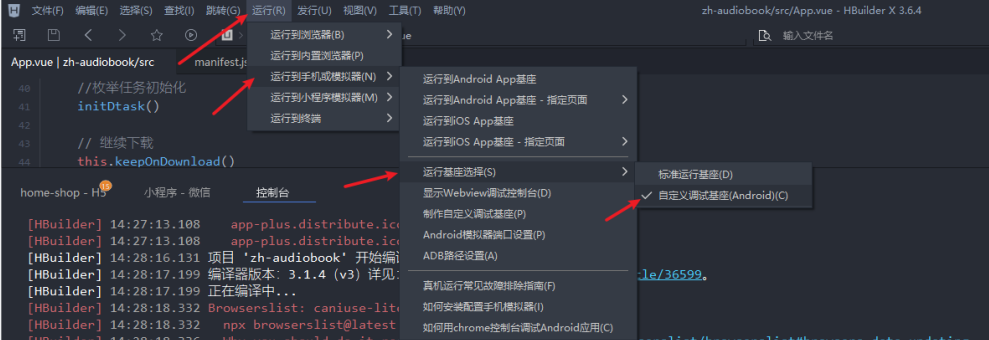 文件(F) 编辑(E) 选择(S) 查找(I) 跳转(G) 运行(R) 发行(U) 视图(V) 工具(T) 帮助(Y) zh-audiobook/src/App.vue - HBuilder X 3.6.4
运行到浏览器(B) ue 输入文件名
运行到内置浏览器(P)
App.vue | zh-audiobook/src manifest.js
运行到手机或模拟器(N)
运行到小程序模拟器(M)
运行到终端
运行到Android App基座
运行到Android App基座 - 指定页面
运行到iOS App基座
运行到iOS App基座 - 指定页面
40 //枚举任务初始化
41 initDtask()
42
43 // 继续下载
44 this.keepOnDownload()
运行基座选择(S)
显示Webview调试控制台(D)
制作自定义调试基座(P)
Android模拟器端口设置(P)
ADB路径设置(A)
真机运行常见故障排除指南(F)
如何安装配置手机模拟器(I)
如何用chrome控制台调试Android应用(C)
标准运行基座(D)
自定义调试基座(Android)(C)
home-shop - H5 15 小程序 - 微信 控制台
[HBuilder] 14:27:13.108 app-plus.distribute.ico
[HBuilder] 14:27:13.108 app-plus.distribute.ico
[HBuilder] 14:28:16.131 项目 'zh-audiobook' 开始编译
[HBuilder] 14:28:17.199 编译器版本：3.1.4（v3）详见： cle/36599。
[HBuilder] 14:28:17.199 正在编译中...
[HBuilder] 14:28:18.332 Browserslist: caniuse-lite
[HBuilder] 14:28:18.332 npx browserslist@latest